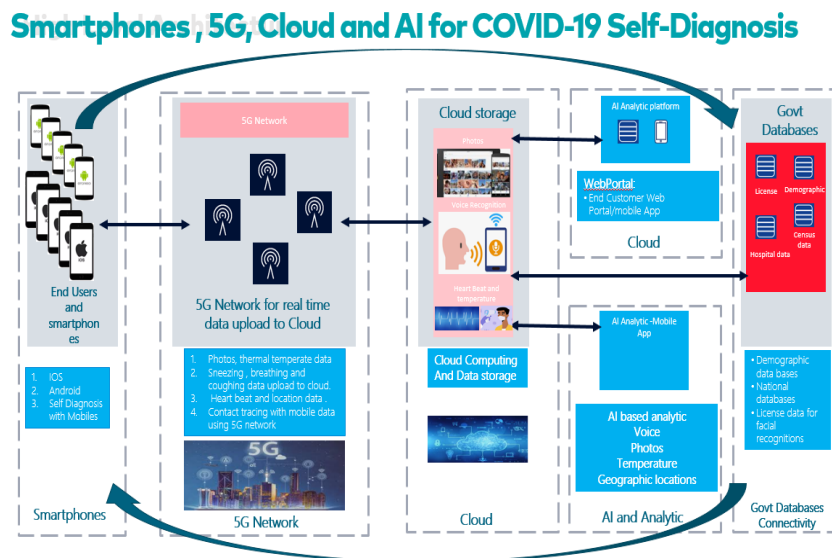 Smartphones , 5G, Cloud and AI for COVID-19 Self-Diagnosis
End Users
and
smartphon
es
1. IOS
2. Android
3. Self Diagnosis
with Mobiles
Smartphones
5G Network
5G Network for real time
data upload to Cloud
1. Photos, thermal temperate data
2. Sneezing , breathing and
coughing data upload to cloud.
3. Heart beat and location data .
4. Contact tracing with mobile data
using 5G network
5G
5G Network
Cloud storage
Photos
Voice Recognition
Heart Beat and
temperature
Cloud Computing
And Data storage
Cloud
AI Analytic platform
WebPortal:
• End Customer Web
Portal/mobile App
Cloud
AI Analytic -Mobile
App
AI based analytic
Voice
Photos
Temperature
Geographic locations
AI and Analytic
Govt
Databases
License
Demographic
Hospital data
Census
data
• Demographic
data bases
• National
databases
• License data for
facial
recognitions
Govt Databases
Connectivity